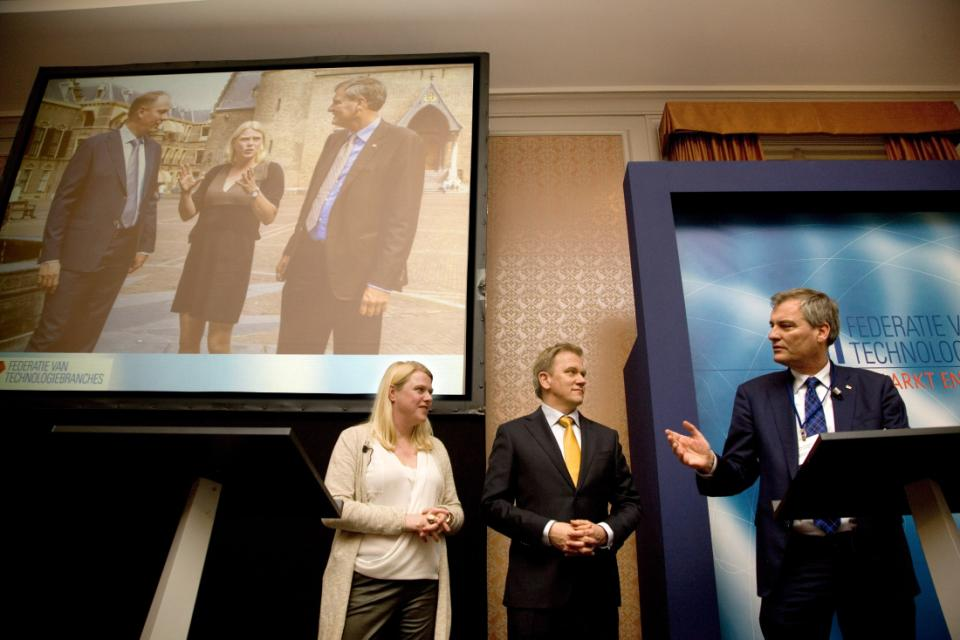 FEDERATIE VAN
TECHNOLOGIEBRANCHES
FEDERATIE V
TECHNOLOG
ARKT EN